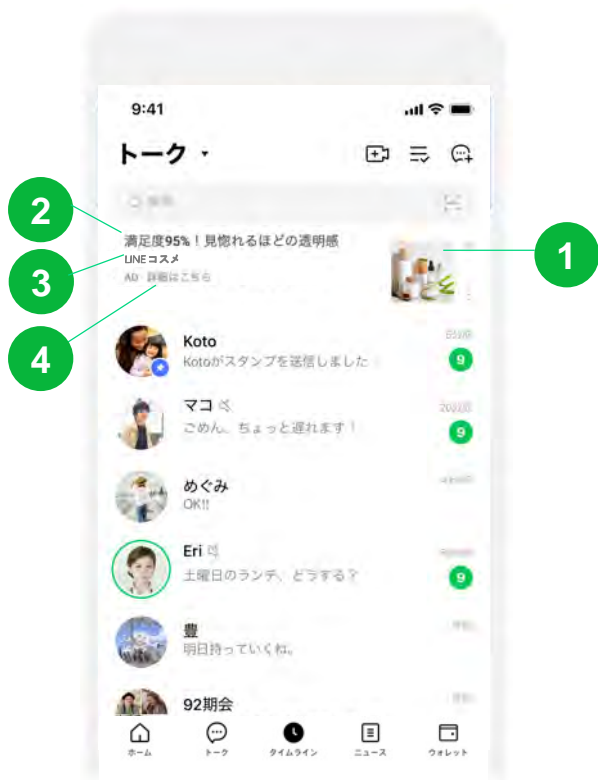 9:41
トーク
2
満足度95%！見惚れるほどの透明感
1
3
LINEコスメ
AD 詳細はこちら
4
Koto
Kotoがスタンプを送信しました
9
マコ
ごめん、ちょっと遅れます！
9
めぐみ
OK!!
Eri
土曜日のランチ、どうする？
9
豊
明日持っていくね。
92期会
ホーム
トーク
タイムライン
ニュース
ウォレット